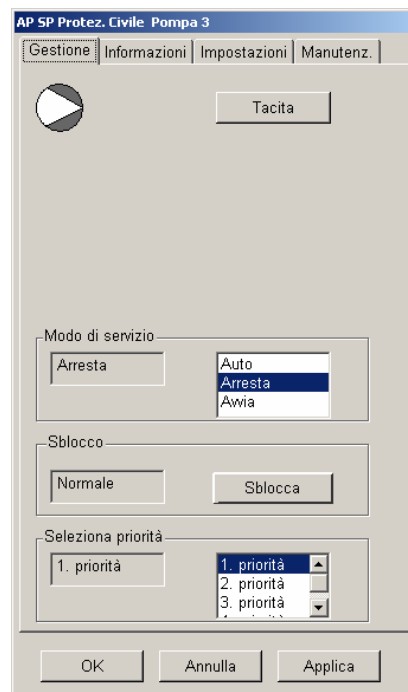 AP SP Protez. Civile Pompa 3
Gestione Informazioni Impostazioni Manutenz.
Tacita
Modo di servizio
Arresta
Auto
Arresta
Avvia
Sblocco
Normale
Sblocca
Seleziona priorità
1. priorità
1. priorità
2. priorità
3. priorità
OK Annulla Applica